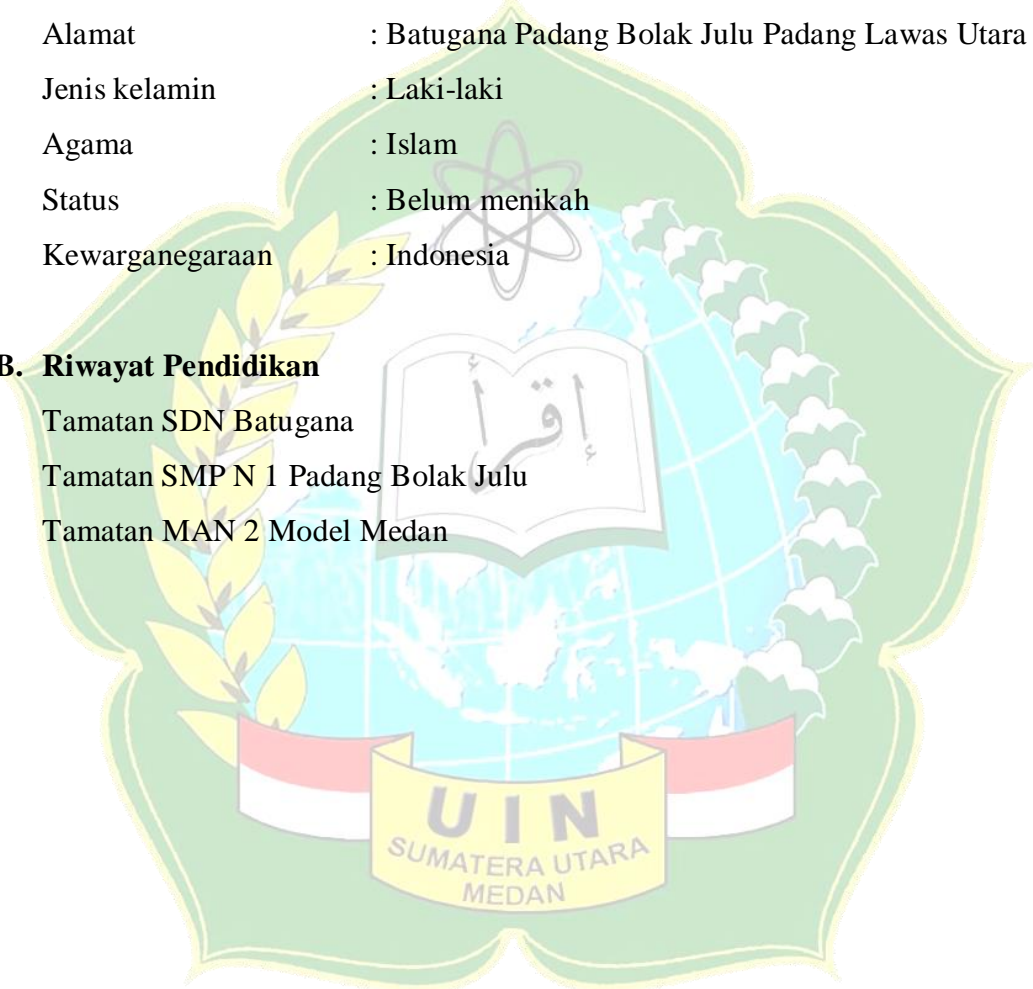 Alamat : Batugana Padang Bolak Julu Padang Lawas Utara
Jenis kelamin : Laki-laki
Agama : Islam
Status : Belum menikah
Kewarganegaraan : Indonesia
B. Riwayat Pendidikan
Tamatan SDN Batugana
Tamatan SMP N 1 Padang Bolak Julu
Tamatan MAN 2 Model Medan
إقرأ
UIN
SUMATERA UTARA
MEDAN